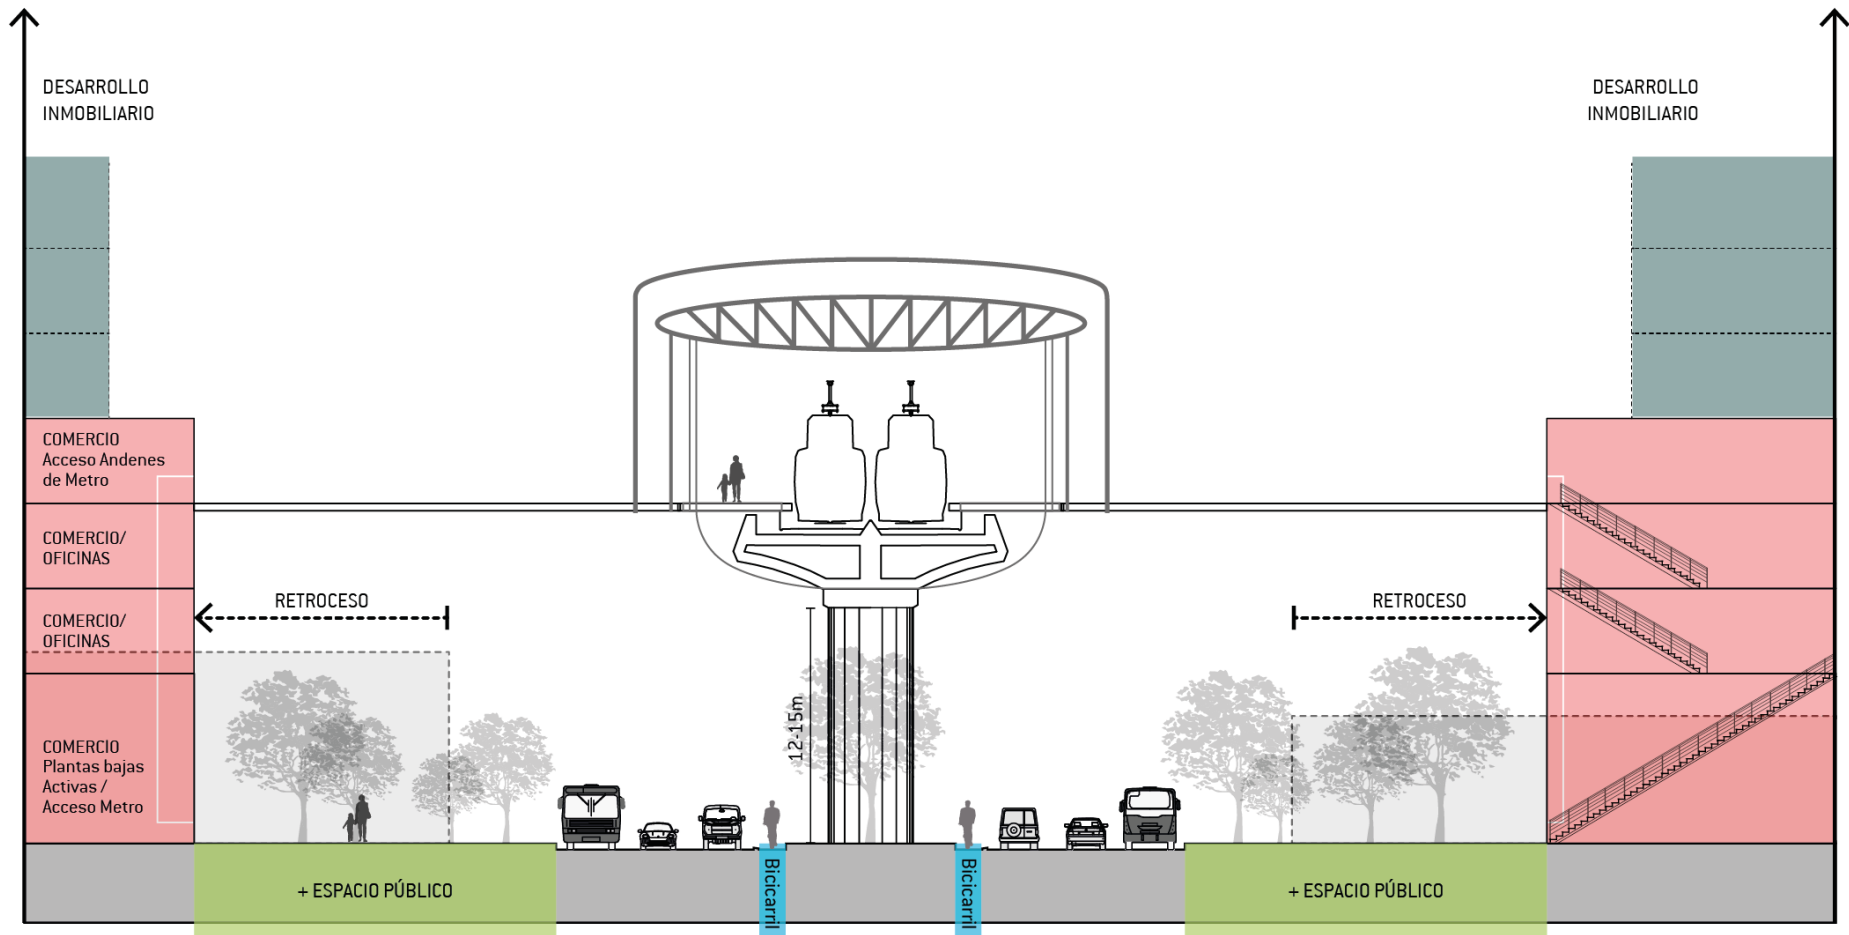 DESARROLLO
INMOBILIARIO
DESARROLLO
INMOBILIARIO
COMERCIO
Acceso Andenes
de Metro
COMERCIO/
OFICINAS
RETROCESO
RETROCESO
COMERCIO/
OFICINAS
12-15m
COMERCIO
Plantas bajas
Activas /
Acceso Metro
+ ESPACIO PÚBLICO
Bicicarril
Bicicarril
+ ESPACIO PÚBLICO